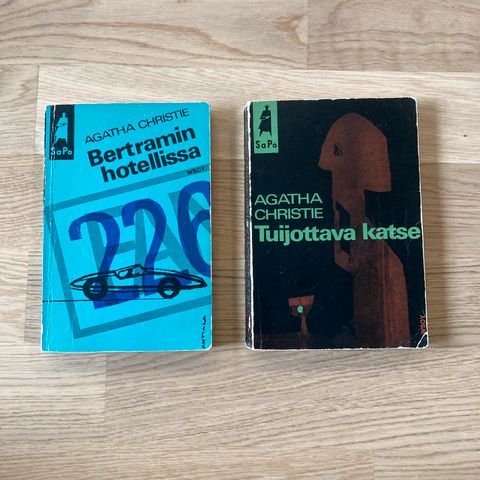 SaPo
AGATHA CHRISTIE
Bertramin
hotellissa
WSOY
226
SaPo
AGATHA
CHRISTIE
Tuijottava katse
WSOY